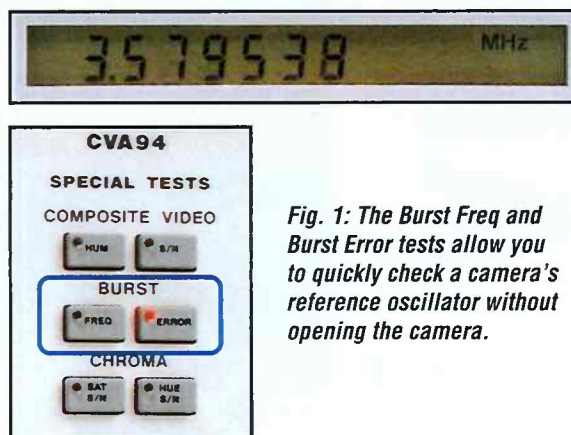 3.579538 MHz
CVA94
SPECIAL TESTS
COMPOSITE VIDEO
HUM S/N
BURST
FREQ ERROR
CHROMA
SAT S/N HUE S/N
Fig. 1: The Burst Freq and
Burst Error tests allow you
to quickly check a camera's
reference oscillator without
opening the camera.